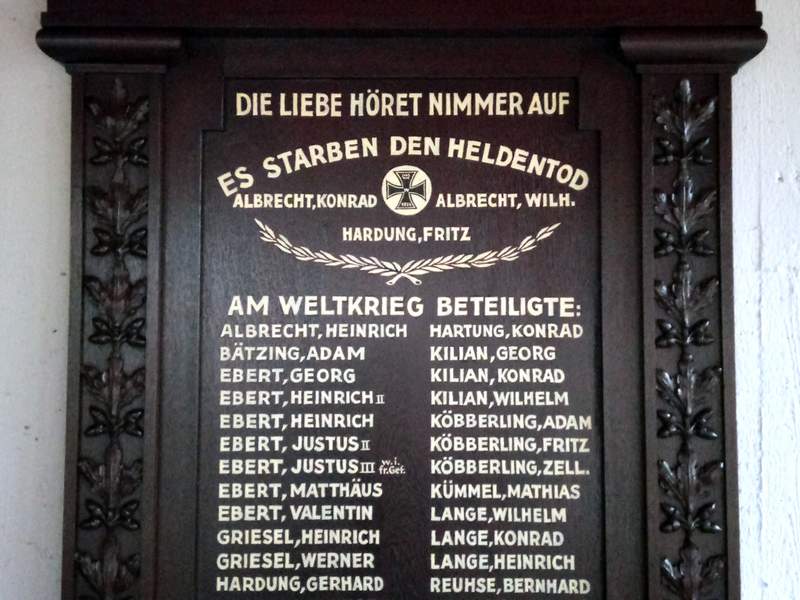 DIE LIEBE HÖRET NIMMER AUF
ES STARBEN DEN HELDENTOD
ALBRECHT, KONRAD
ALBRECHT, WILH.
HARDUNG, FRITZ
AM WELTKRIEG BETEILIGTE:
ALBRECHT, HEINRICH
BÄTZING, ADAM
EBERT, GEORG
EBERT, HEINRICH II
EBERT, HEINRICH
EBERT, JUSTUS II
EBERT, JUSTUS III w.i. fr.Gef.
EBERT, MATTHÄUS
EBERT, VALENTIN
GRIESEL, HEINRICH
GRIESEL, WERNER
HARDUNG, GERHARD
HARTUNG, KONRAD
KILIAN, GEORG
KILIAN, KONRAD
KILIAN, WILHELM
KÖBBERLING, ADAM
KÖBBERLING, FRITZ
KÖBBERLING, ZELL.
KÜMMEL, MATHIAS
LANGE, WILHELM
LANGE, KONRAD
LANGE, HEINRICH
REUHSE, BERNHARD